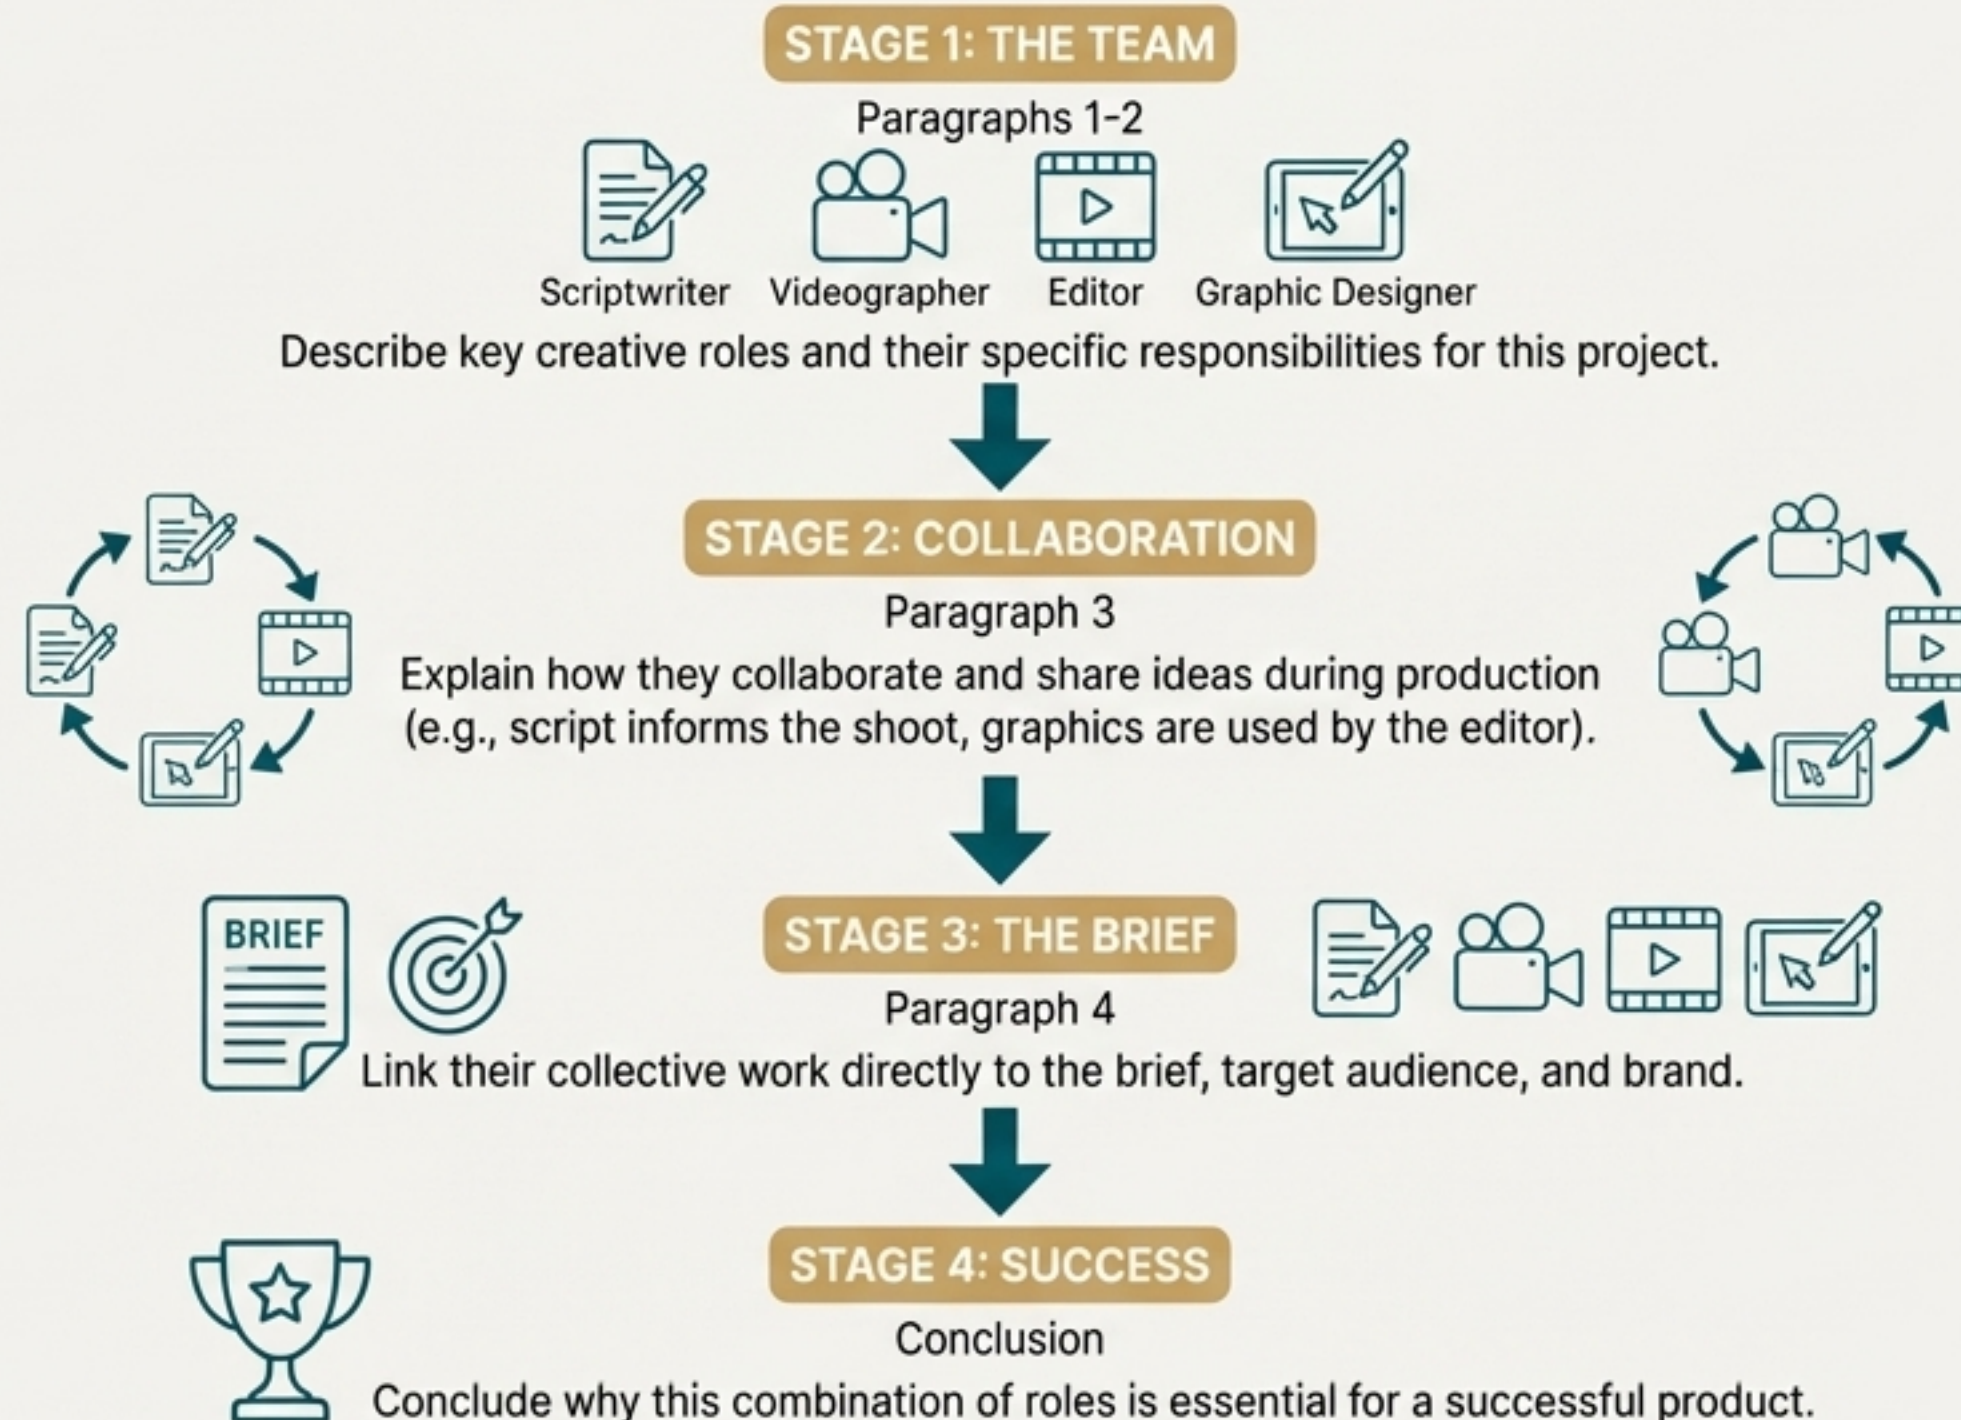 STAGE 1: THE TEAM
Paragraphs 1-2
Scriptwriter Videographer Editor Graphic Designer
Describe key creative roles and their specific responsibilities for this project.
STAGE 2: COLLABORATION
Paragraph 3
Explain how they collaborate and share ideas during production
(e.g., script informs the shoot, graphics are used by the editor).
BRIEF
STAGE 3: THE BRIEF
Paragraph 4
Link their collective work directly to the brief, target audience, and brand.
STAGE 4: SUCCESS
Conclusion
Conclude why this combination of roles is essential for a successful product.